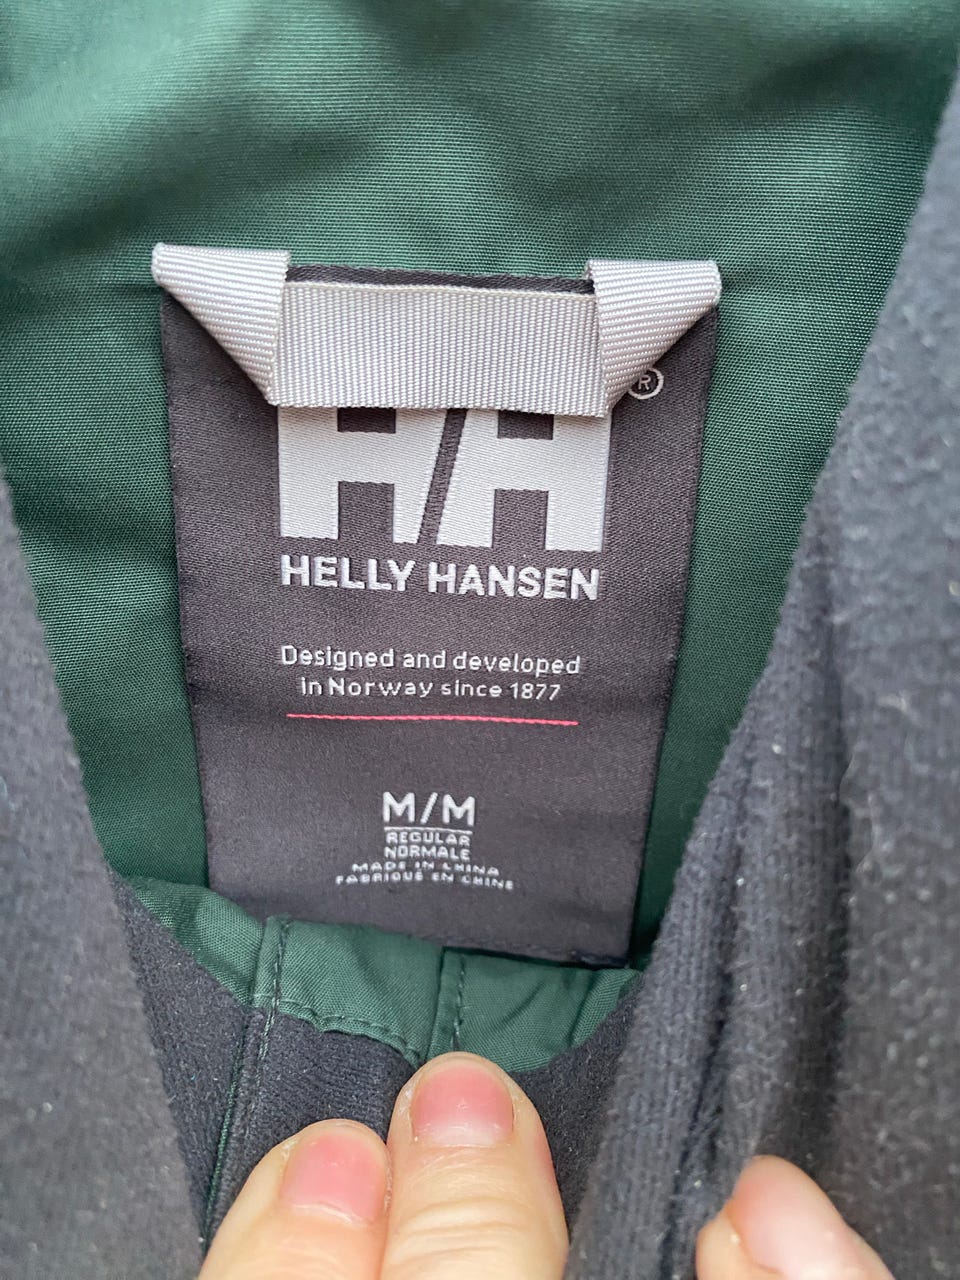 ®
HH
HELLY HANSEN
Designed and developed
in Norway since 1877
M/M
REGULAR
NORMALE
MADE IN CHINA
FABRIQUE EN CHINE